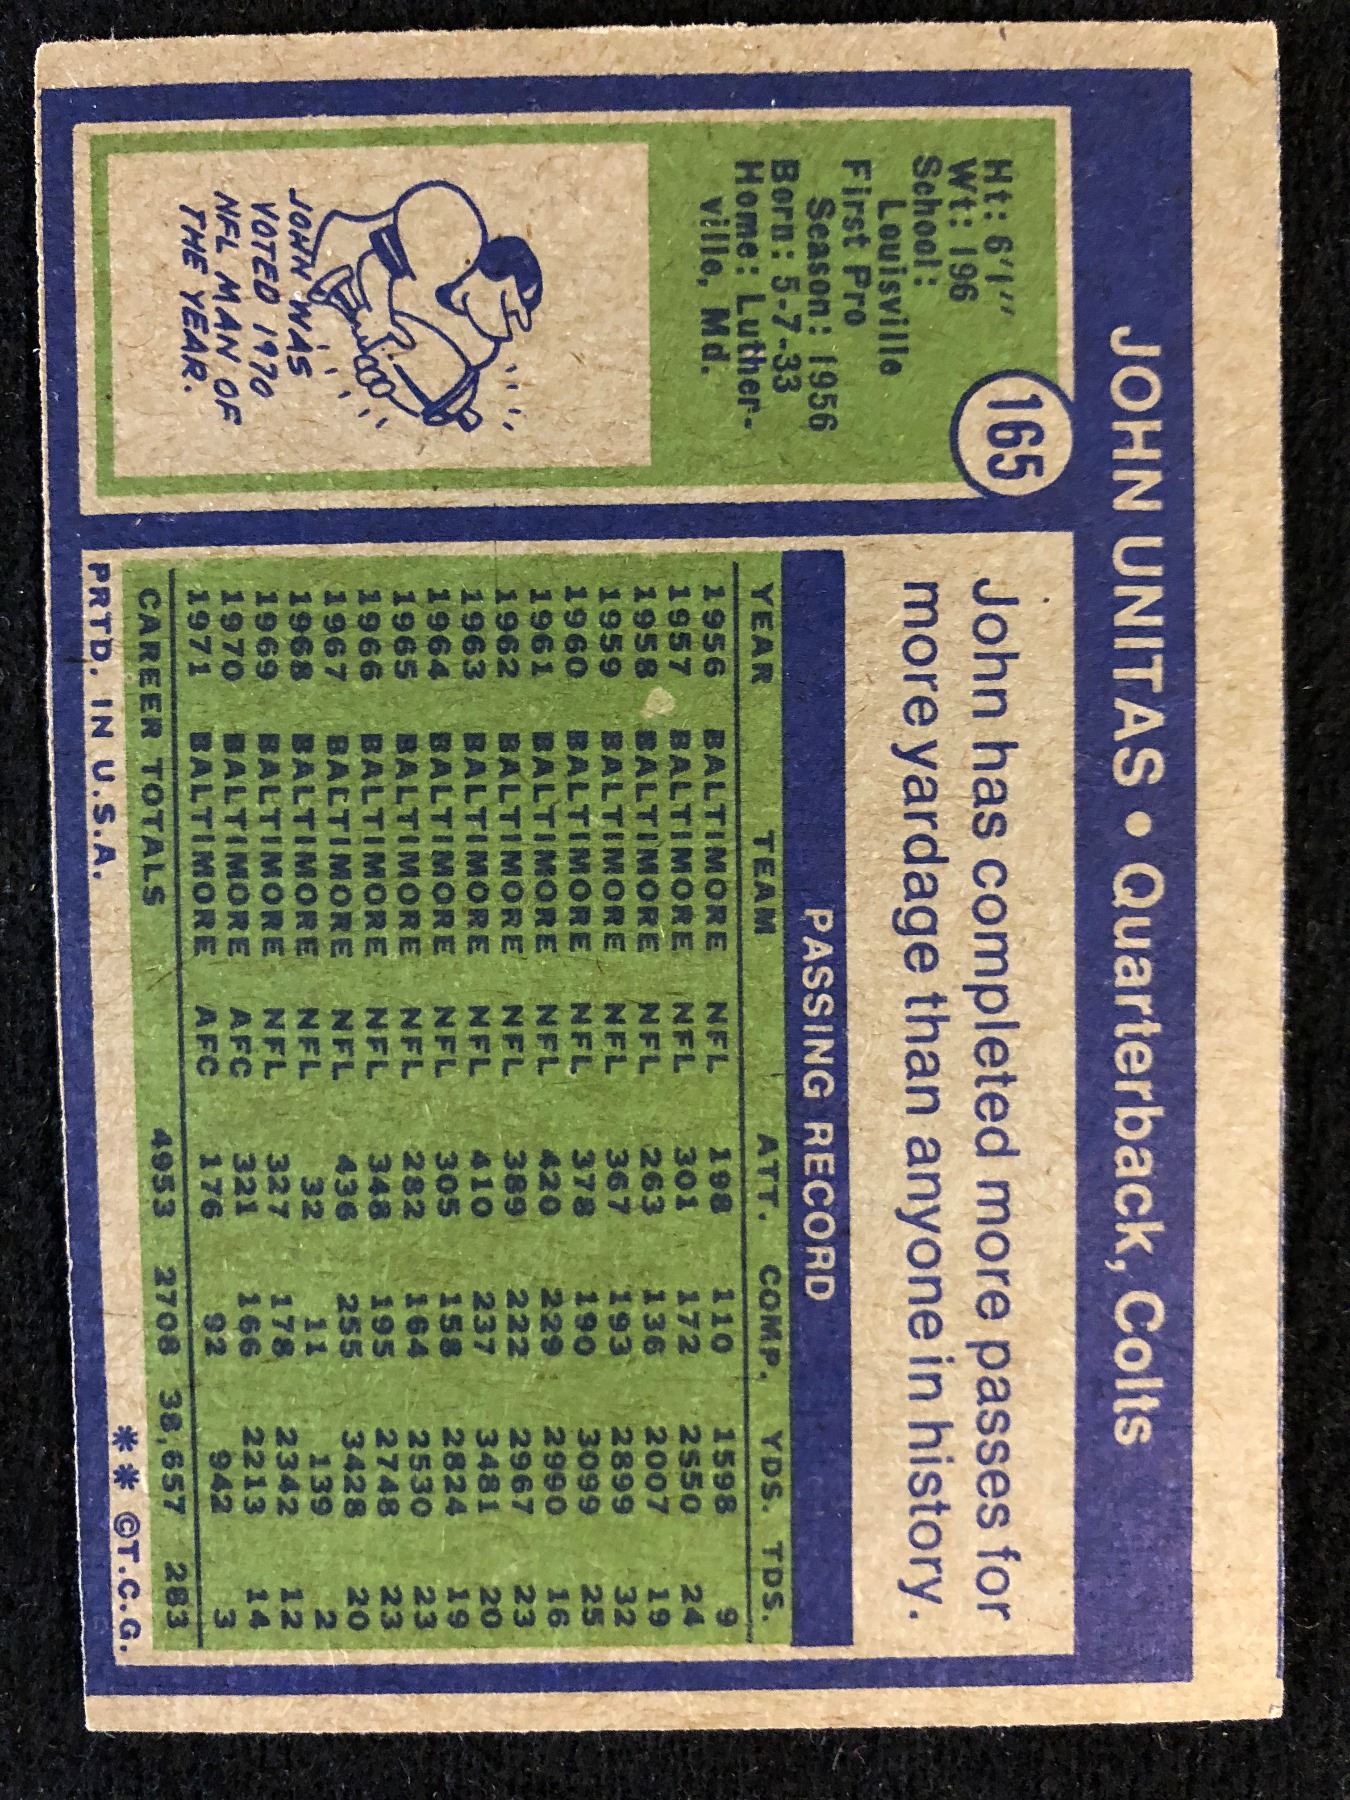 JOHN UNITAS • Quarterback, Colts
165
Ht: 6'1"
Wt: 196
School:
Louisville
First Pro
Season: 1956
Born: 5-7-33
Home: Luther-
ville, Md.
JOHN WAS
VOTED 1970
NFL MAN OF
THE YEAR.
John has completed more passes for
more yardage than anyone in history.
PASSING RECORD
YEAR TEAM ATT. COMP. YDS. TDS.
1956 BALTIMORE NFL 198 110 1598 9
1957 BALTIMORE NFL 301 172 2550 24
1958 BALTIMORE NFL 263 136 2007 19
1959 BALTIMORE NFL 367 193 2899 32
1960 BALTIMORE NFL 378 190 3099 25
1961 BALTIMORE NFL 420 229 2990 16
1962 BALTIMORE NFL 389 222 2967 23
1963 BALTIMORE NFL 410 237 3481 20
1964 BALTIMORE NFL 305 158 2824 19
1965 BALTIMORE NFL 282 164 2530 23
1966 BALTIMORE NFL 348 195 2748 23
1967 BALTIMORE NFL 436 255 3428 20
1968 BALTIMORE NFL 32 11 139 2
1969 BALTIMORE NFL 327 178 2342 12
1970 BALTIMORE AFC 321 166 2213 14
1971 BALTIMORE AFC 176 92 942 3
CAREER TOTALS 4953 2708 38,657 283
PRTD. IN U.S.A. ** ©T.C.G.